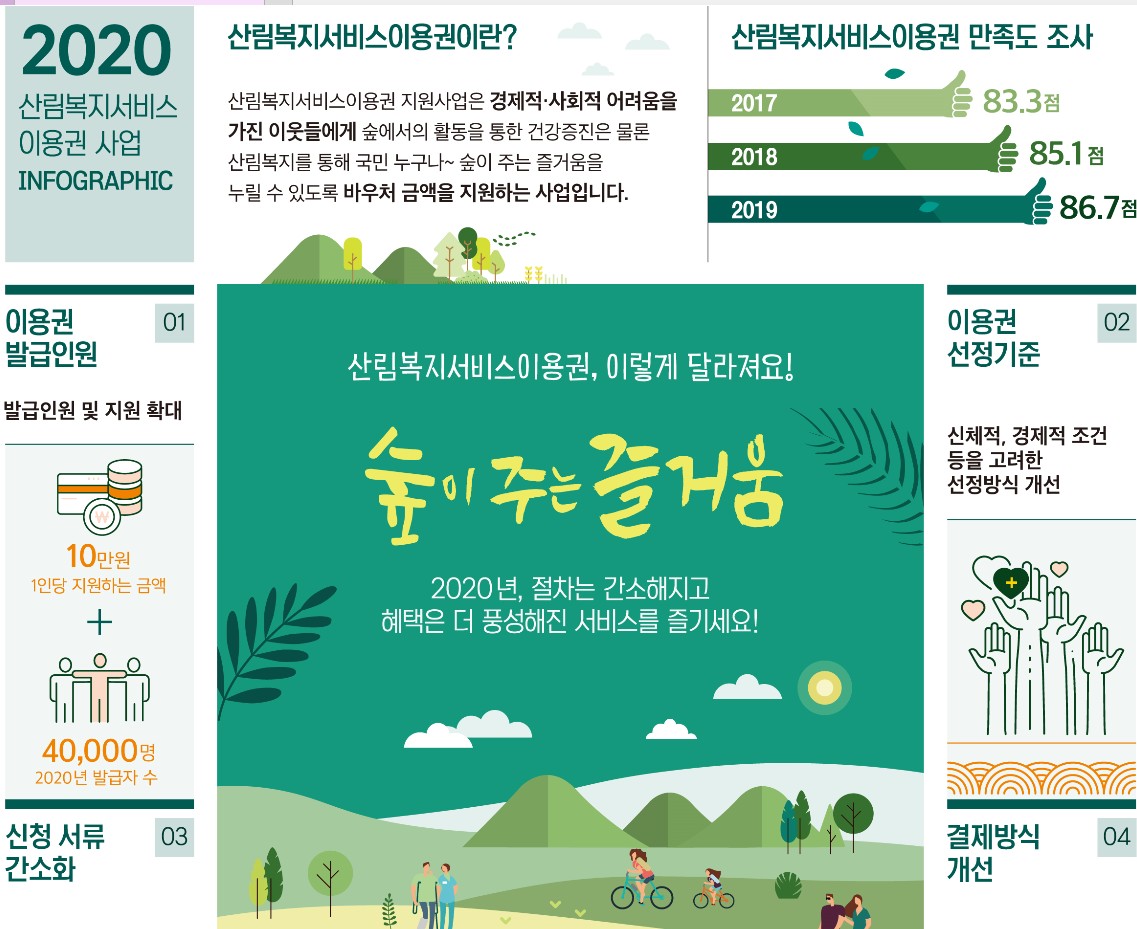 2020
산림복지서비스
이용권 사업
INFOGRAPHIC
산림복지서비스이용권이란?
산림복지서비스이용권 지원사업은 경제적·사회적 어려움을
가진 이웃들에게 숲에서의 활동을 통한 건강증진은 물론
산림복지를 통해 국민 누구나~ 숲이 주는 즐거움을
누릴 수 있도록 바우처 금액을 지원하는 사업입니다.
산림복지서비스이용권 만족도 조사
2017 83.3점
2018 85.1점
2019 86.7점
이용권
발급인원
01
발급인원 및 지원 확대
₩
10만원
1인당 지원하는 금액
+
40,000명
2020년 발급자 수
산림복지서비스이용권, 이렇게 달라져요!
숲이 주는 즐거움
2020년, 절차는 간소해지고
혜택은 더 풍성해진 서비스를 즐기세요!
이용권
선정기준
02
신체적, 경제적 조건
등을 고려한
선정방식 개선
신청 서류
간소화
03
결제방식
개선
04